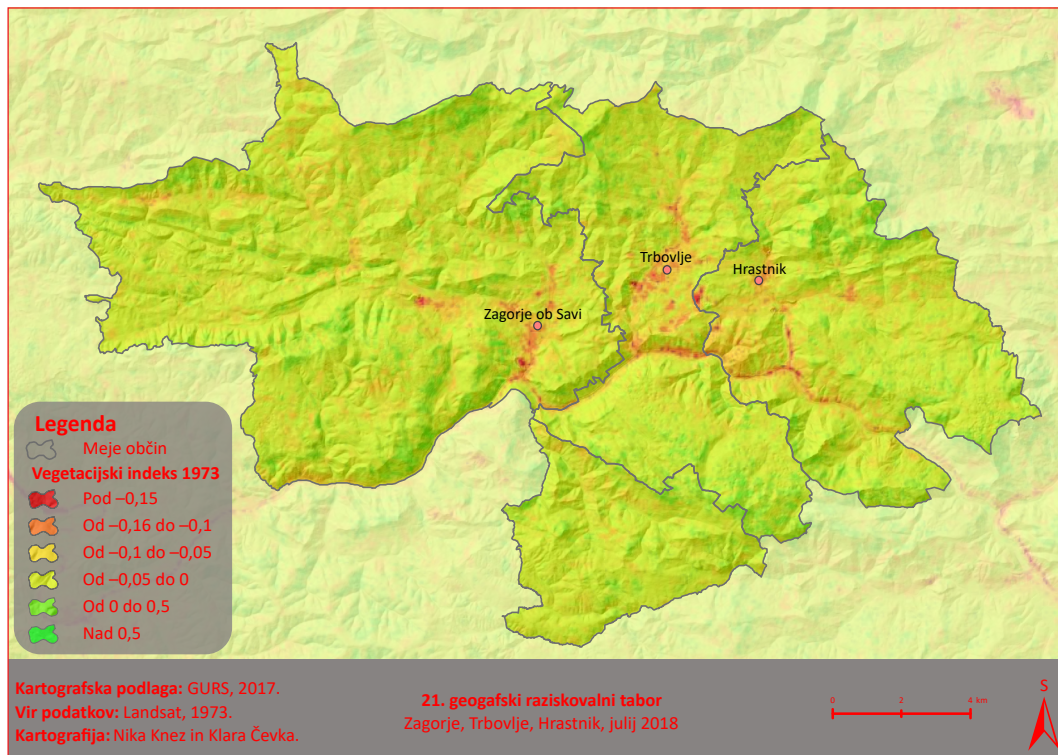 Trbovlje
Hrastnik
Zagorje ob Savi
Legenda
Meje občin
Vegetacijski indeks 1973
Pod –0,15
Od –0,16 do –0,1
Od –0,1 do –0,05
Od –0,05 do 0
Od 0 do 0,5
Nad 0,5
Kartografska podlaga: GURS, 2017.
Vir podatkov: Landsat, 1973.
Kartografija: Nika Knez in Klara Čevka.
21. geogafski raziskovalni tabor
Zagorje, Trbovlje, Hrastnik, julij 2018
0 2 4 km
S